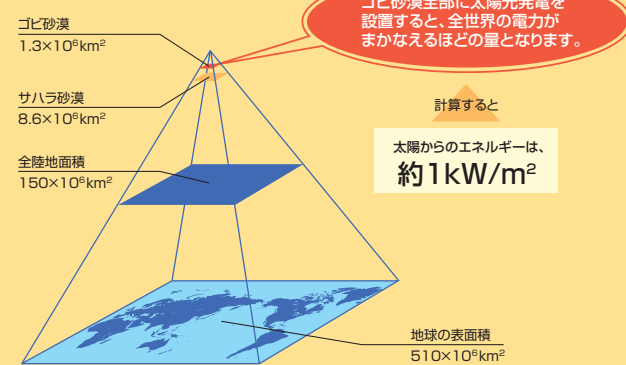 ゴビ砂漠全部に太陽光発電を
設置すると、全世界の電力が
まかなえるほどの量となります。
ゴビ砂漠
1.3×10⁶km²
サハラ砂漠
8.6×10⁶km²
計算すると
太陽からのエネルギーは、
約1kW/m²
全陸地面積
150×10⁶km²
地球の表面積
510×10⁶km²